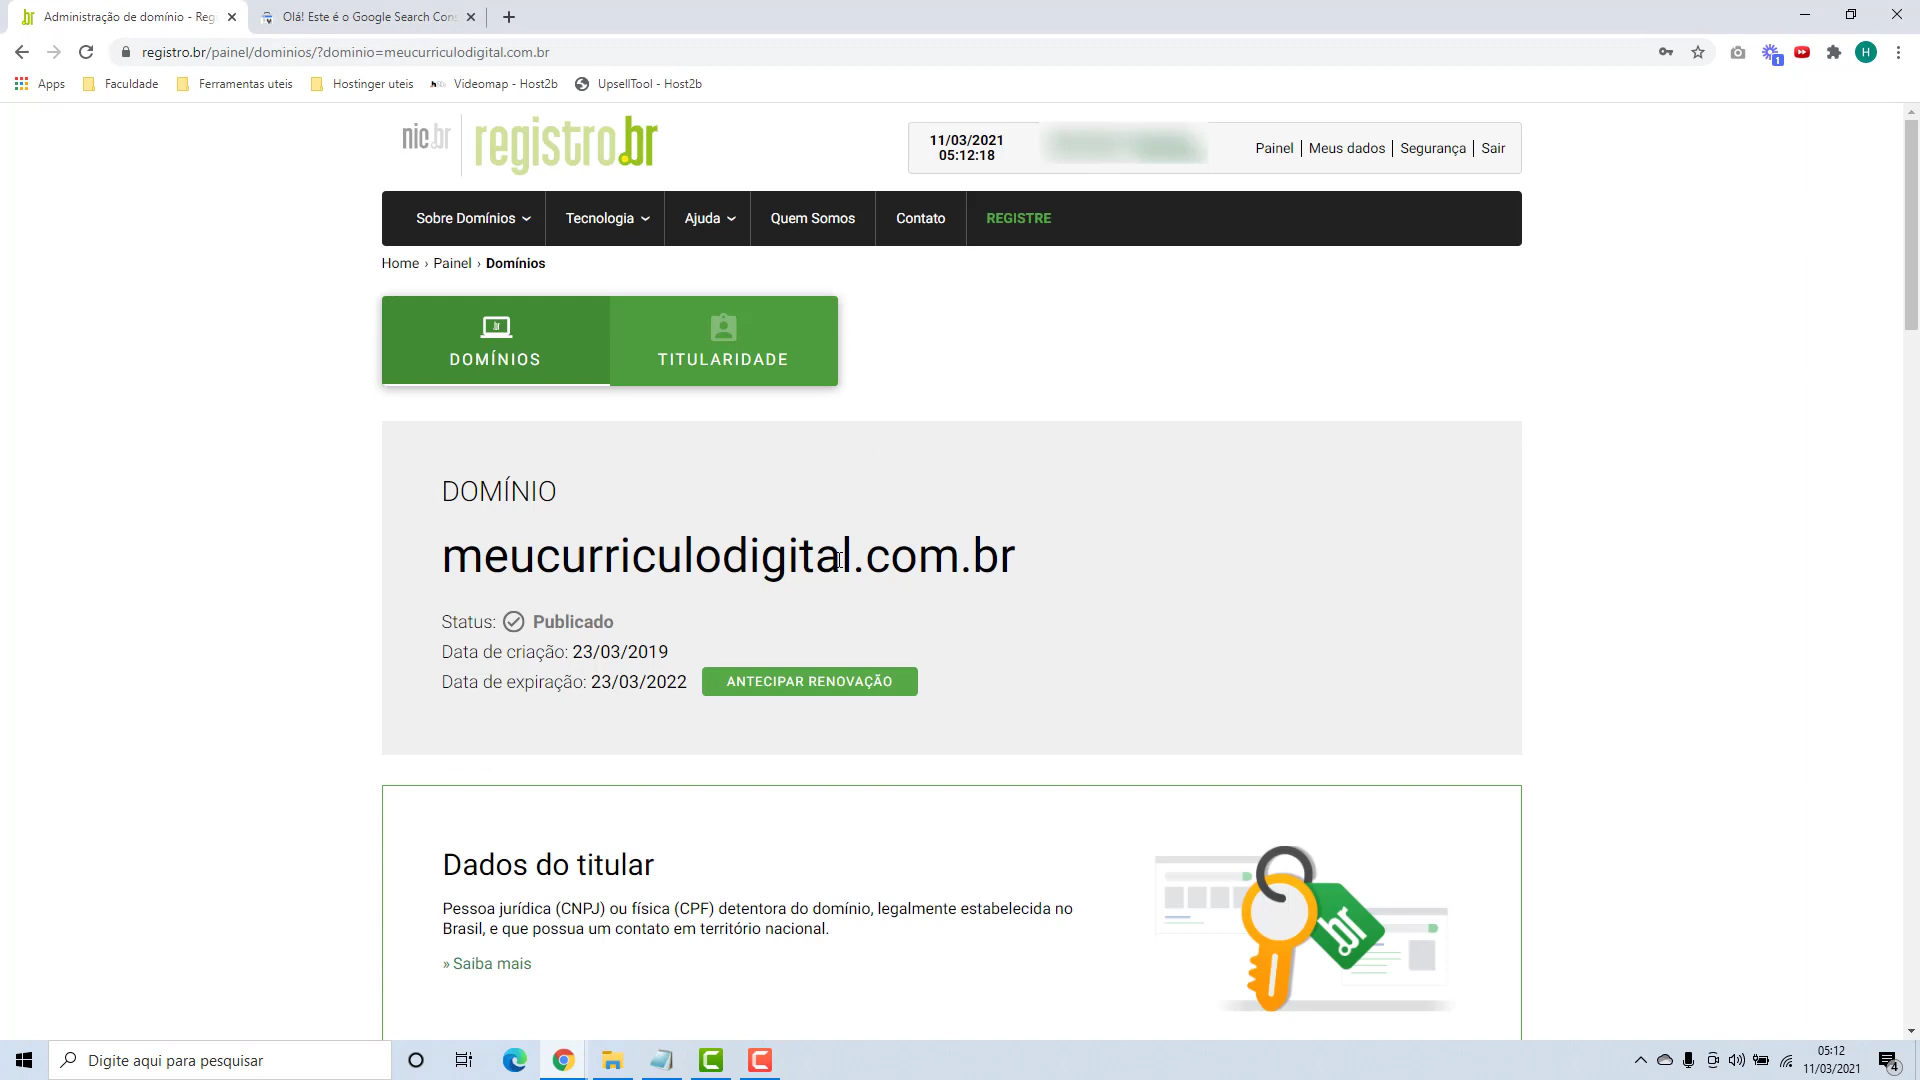 Administração de domínio - Reg
Olá! Este é o Google Search Con
registro.br/painel/dominios/?dominio=meucurriculodigital.com.br
H
1
Apps
Faculdade
Ferramentas uteis
Hostinger uteis
Videomap - Host2b
UpsellTool - Host2b
nic.br
registro.br
11/03/2021
05:12:18
Painel
Meus dados
Segurança
Sair
Sobre Domínios
Tecnologia
Ajuda
Quem Somos
Contato
REGISTRE
Home › Painel › Domínios
DOMÍNIOS
TITULARIDADE
DOMÍNIO
meucurriculodigital.com.br
Status: Publicado
Data de criação: 23/03/2019
Data de expiração: 23/03/2022
ANTECIPAR RENOVAÇÃO
Dados do titular
Pessoa jurídica (CNPJ) ou física (CPF) detentora do domínio, legalmente estabelecida no
Brasil, e que possua um contato em território nacional.
» Saiba mais
br
Digite aqui para pesquisar
05:12
11/03/2021
4